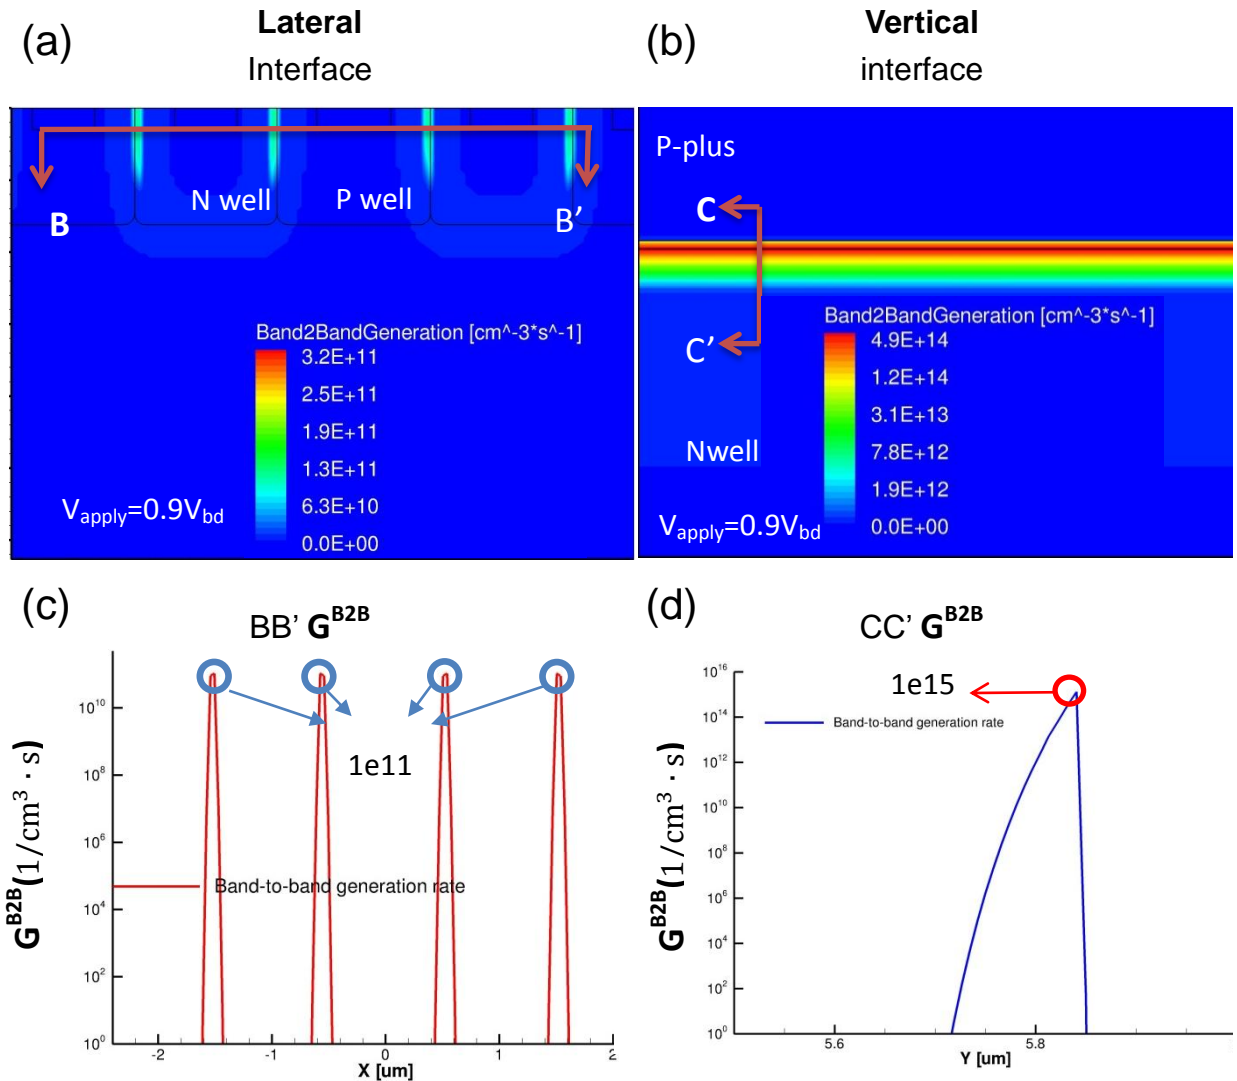 (a)
Lateral
Interface
(b)
Vertical
interface
B
N well
P well
B’
Band2BandGeneration [cm^-3*s^-1]
3.2E+11
2.5E+11
1.9E+11
1.3E+11
6.3E+10
0.0E+00
Vapply=0.9Vbd
P-plus
C
C’
Band2BandGeneration [cm^-3*s^-1]
4.9E+14
1.2E+14
3.1E+13
7.8E+12
1.9E+12
0.0E+00
Nwell
Vapply=0.9Vbd
(c)
BB’ G^B2B
1e11
Band-to-band generation rate
G^B2B(1/cm³ · s)
10^10
10^8
10^6
10^4
10^2
10^0
-2
-1
0
1
2
X [um]
(d)
CC’ G^B2B
1e15
Band-to-band generation rate
G^B2B(1/cm³ · s)
10^16
10^14
10^12
10^10
10^8
10^6
10^4
10^2
10^0
5.6
5.8
Y [um]